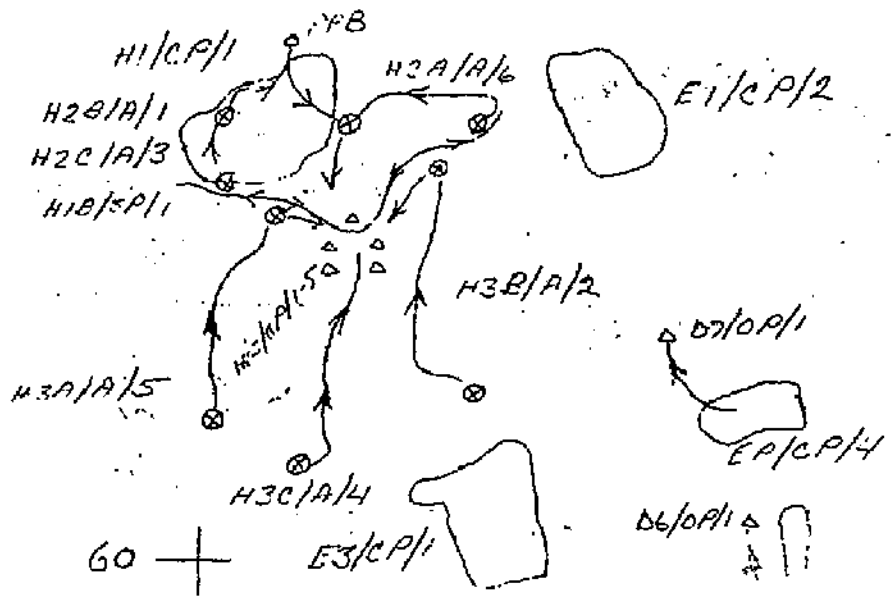 H1/CP/1
H2A/A/6
E1/CP/2
H2B/A/1
H2C/A/3
H1B/SP/1
H3B/A/2
D7/OP/1
H3A/A/5
EP/CP/4
H3C/A/4
E3/CP/1
D6/OP/1
60